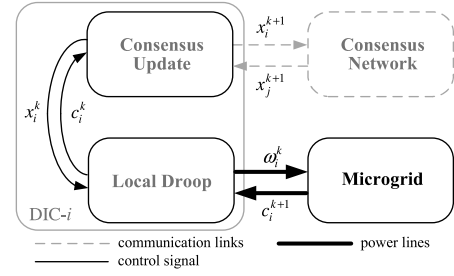 Consensus
Update
x_i^{k+1}
x_j^{k+1}
Consensus
Network
x_i^k
c_i^k
Local Droop
ω_i^k
c_i^{k+1}
Microgrid
DIC-i
communication links
power lines
control signal